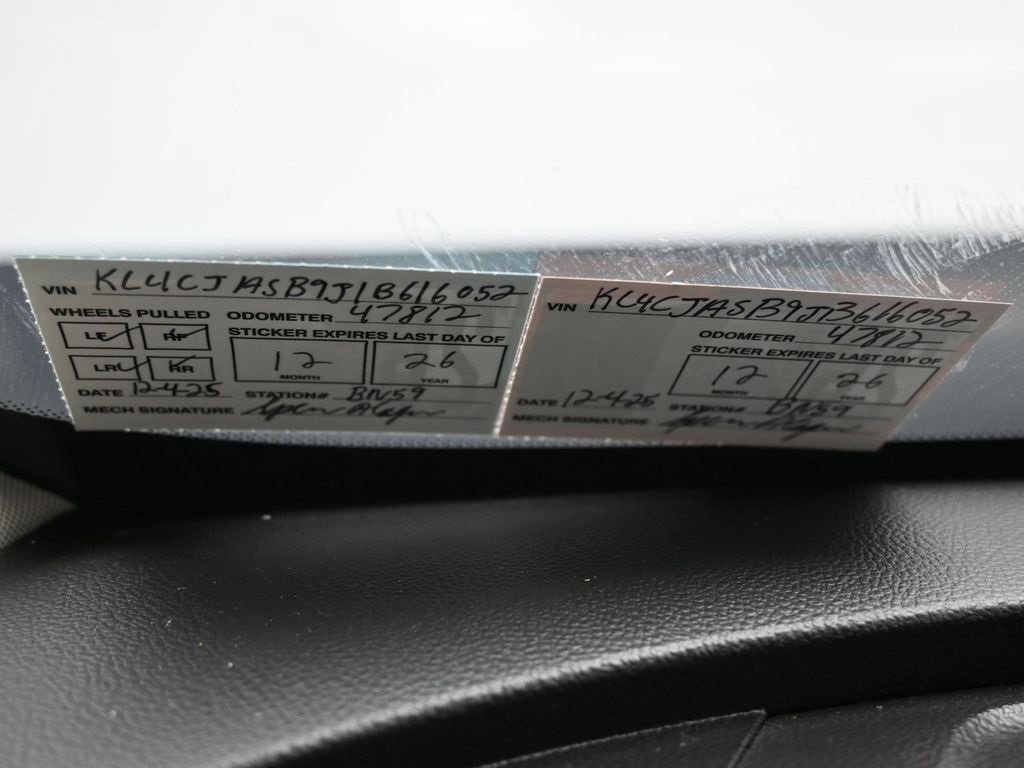 VIN KL4CJASB9JB616052
WHEELS PULLED
LF RF
LR RR
ODOMETER 47812
STICKER EXPIRES LAST DAY OF
12 26
MONTH YEAR
DATE 12-4-25 STATION# BN59
MECH SIGNATURE
VIN KL4CJASB9JB616052
ODOMETER 47812
STICKER EXPIRES LAST DAY OF
12 26
MONTH YEAR
DATE 12-4-25 STATION# BN59
MECH SIGNATURE